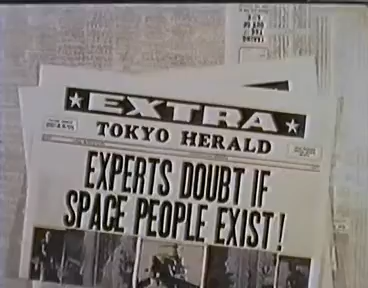 EXTRA
TOKYO HERALD
EXPERTS DOUBT IF
SPACE PEOPLE EXIST!